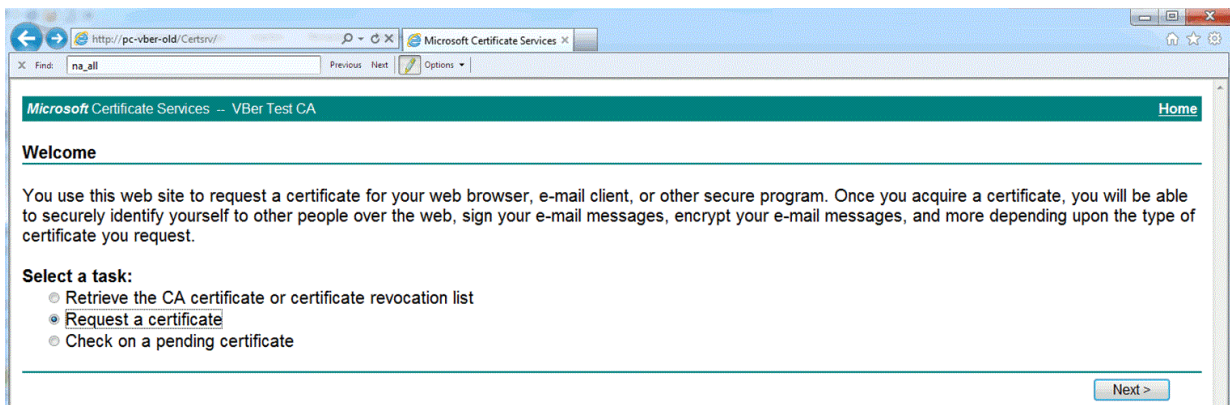 http://pc-vber-old/Certsrv/
Microsoft Certificate Services
X Find: na_all Previous Next Options
Microsoft Certificate Services -- VBer Test CA Home
Welcome
You use this web site to request a certificate for your web browser, e-mail client, or other secure program. Once you acquire a certificate, you will be able
to securely identify yourself to other people over the web, sign your e-mail messages, encrypt your e-mail messages, and more depending upon the type of
certificate you request.
Select a task:
Retrieve the CA certificate or certificate revocation list
Request a certificate
Check on a pending certificate
Next >